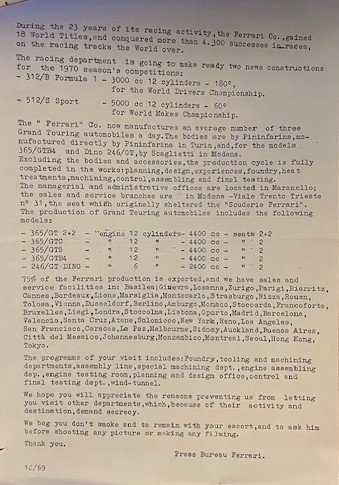 During the 23 years of its racing activity,the Ferrari Co.,gained
18 World Titles,and conquered more than 4.300 successes in races,
on the racing tracks the World over.
The racing department is going to make ready two news constructions
for the 1970 season's competitions:
- 312/B Formula 1 - 3000 cc 12 cylinders - 180°,
for the World Drivers Championship.
- 512/S Sport - 5000 cc 12 cylinders - 60°
for World Makes Championship.
The " Ferrari" Co. now manufactures an average number of three
Grand Touring automobiles a day.The bodies are by Pininfarina,ma-
nufactured directly by Pininfarina in Turin,and,for the models
365/GTB4 and Dino 246/GT,by Scaglietti in Modena.
Excluding the bodies and accessories,the production cycle is fully
completed in the works:planning,design,experiences,foundry,heat
treatments,machining,control,assembling and final testing.
The managerial and administrative offices are located in Maranello;
the sales and service branches are in Modena -Viale Trento Trieste
n° 31,the seat which originally sheltered the "Scuderia Ferrari".
The production of Grand Touring automobiles includes the following
models:
- 365/GT 2+2 - "engine 12 cylinders- 4400 cc - seats 2+2
- 365/GTC - " 12 " - 4400 cc - " 2
- 365/GTS - " 12 " - 4400 cc - " 2
- 365/GTB4 - " 12 " - 4400 cc - " 2
- 246/GT DINO - " 6 " - 2400 cc - " 2
75% of the Ferrari production is exported,and we have sales and
service facilities in: Basilea;Ginevra,Losanna,Zurigo,Parigi,Biarritz,
Cannes,Bordeaux,Lione,Marsiglia,Montecarlo,Strasburgo,Nizza,Rouen,
Tolosa,Vienna,Dusseldorf,Berlino,Amburgo,Monaco,Stoccarda,Francoforte,
Bruxelles,Liegi,Londra,Stoccolma,Lisbona,Oporto,Madrid,Barcelona,
Valencia,Santa Cruz,Atene,Salonicco,New York,Reno,Los Angeles,
San Francisco,Caracas,La Paz,Melbourne,Sidney,Auckland,Buenos Aires,
Città del Messico,Johannesburg,Monzambico,Montreal,Seoul,Hong Kong,
Tokyo.
The programme of your visit includes:Foundry,tooling and machining
departments,assembly line,special machining dept.,engine assembling
dep.,engine testing room,planning and design office,control and
final testing dept.,wind-tunnel.
We hope you will appreciate the reasons preventing us from letting
you visit other departments,which,because of their activity and
destination,demand secrecy.
We beg you don't smoke and to remain with your escort,and to ask him
before shooting any picture or making any filming.
Thank you.
Press Bureau Ferrari.
10/69